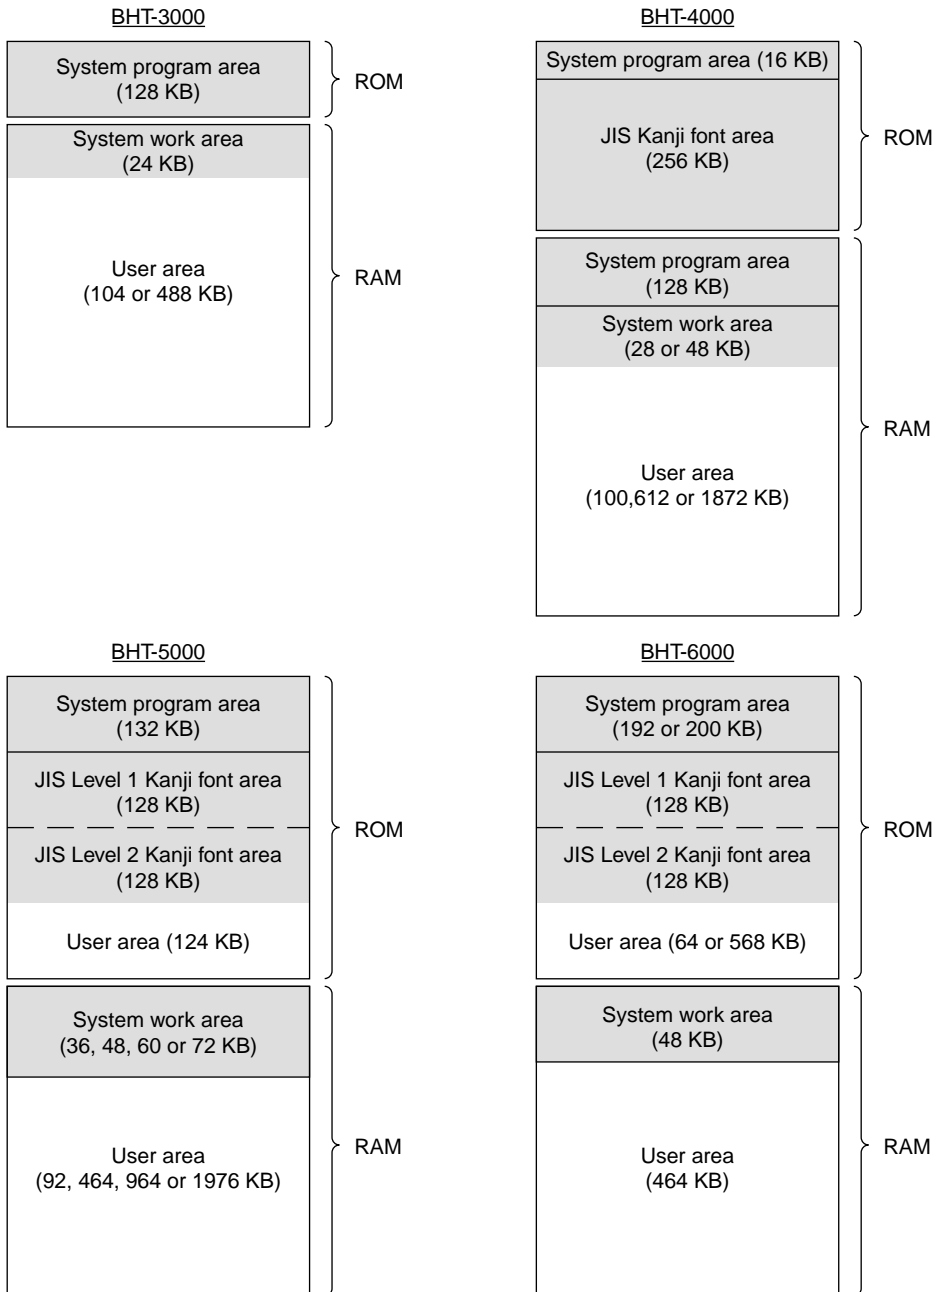 BHT-3000
System program area
(128 KB)
ROM
System work area
(24 KB)
User area
(104 or 488 KB)
RAM
BHT-4000
System program area (16 KB)
JIS Kanji font area
(256 KB)
ROM
System program area
(128 KB)
System work area
(28 or 48 KB)
User area
(100,612 or 1872 KB)
RAM
BHT-5000
System program area
(132 KB)
JIS Level 1 Kanji font area
(128 KB)
JIS Level 2 Kanji font area
(128 KB)
User area (124 KB)
ROM
System work area
(36, 48, 60 or 72 KB)
User area
(92, 464, 964 or 1976 KB)
RAM
BHT-6000
System program area
(192 or 200 KB)
JIS Level 1 Kanji font area
(128 KB)
JIS Level 2 Kanji font area
(128 KB)
User area (64 or 568 KB)
ROM
System work area
(48 KB)
User area
(464 KB)
RAM